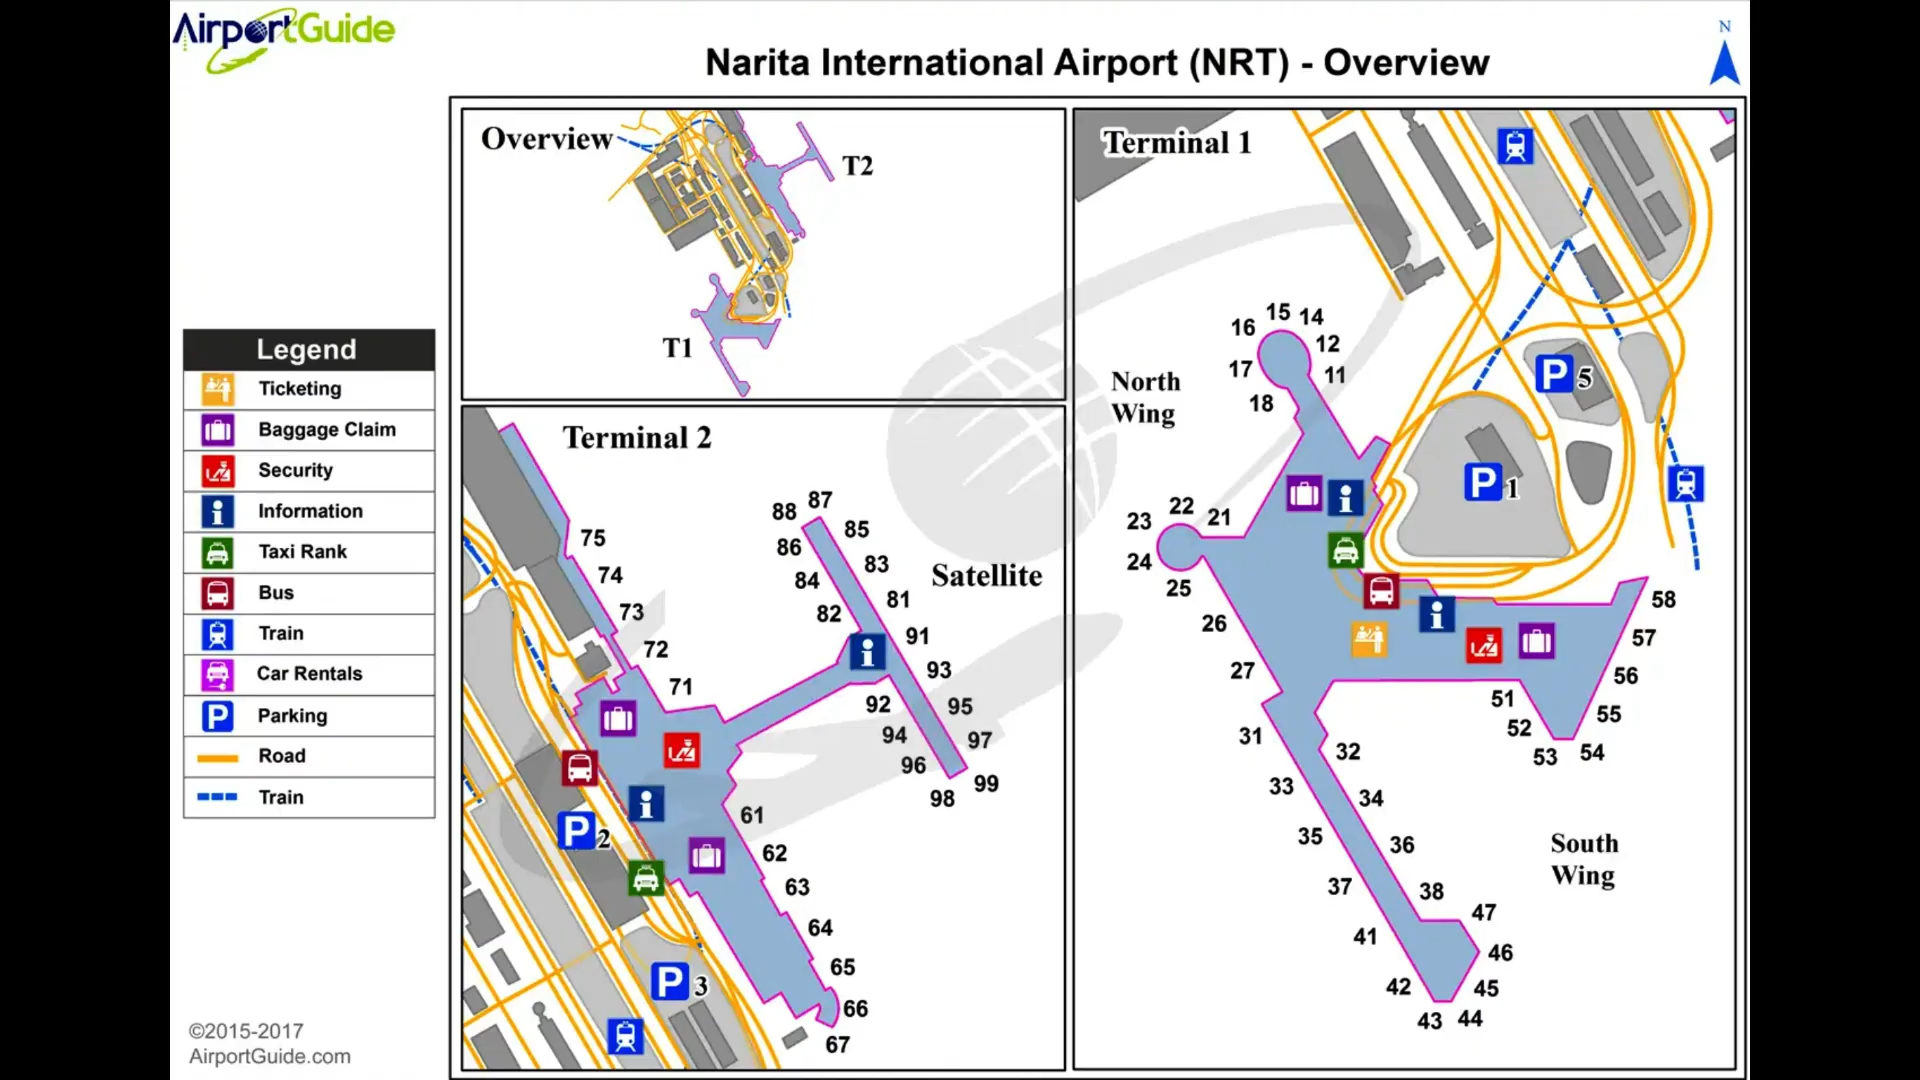 AirportGuide
Narita International Airport (NRT) - Overview
N
Legend
Ticketing
Baggage Claim
Security
Information
Taxi Rank
Bus
Train
Car Rentals
P Parking
Road
Train
©2015-2017
AirportGuide.com
Overview
T2
T1
Terminal 2
Satellite
75
74
73
72
71
88
87
86
85
84
83
82
81
91
93
92
95
94
97
96
99
98
61
62
63
64
65
66
67
P 2
P 3
Terminal 1
North
Wing
16
15
14
12
17
11
18
23
22
21
24
25
26
27
31
32
33
34
35
36
37
38
41
47
46
42
45
43
44
51
52
53
54
55
56
57
58
P 5
P 1
South
Wing